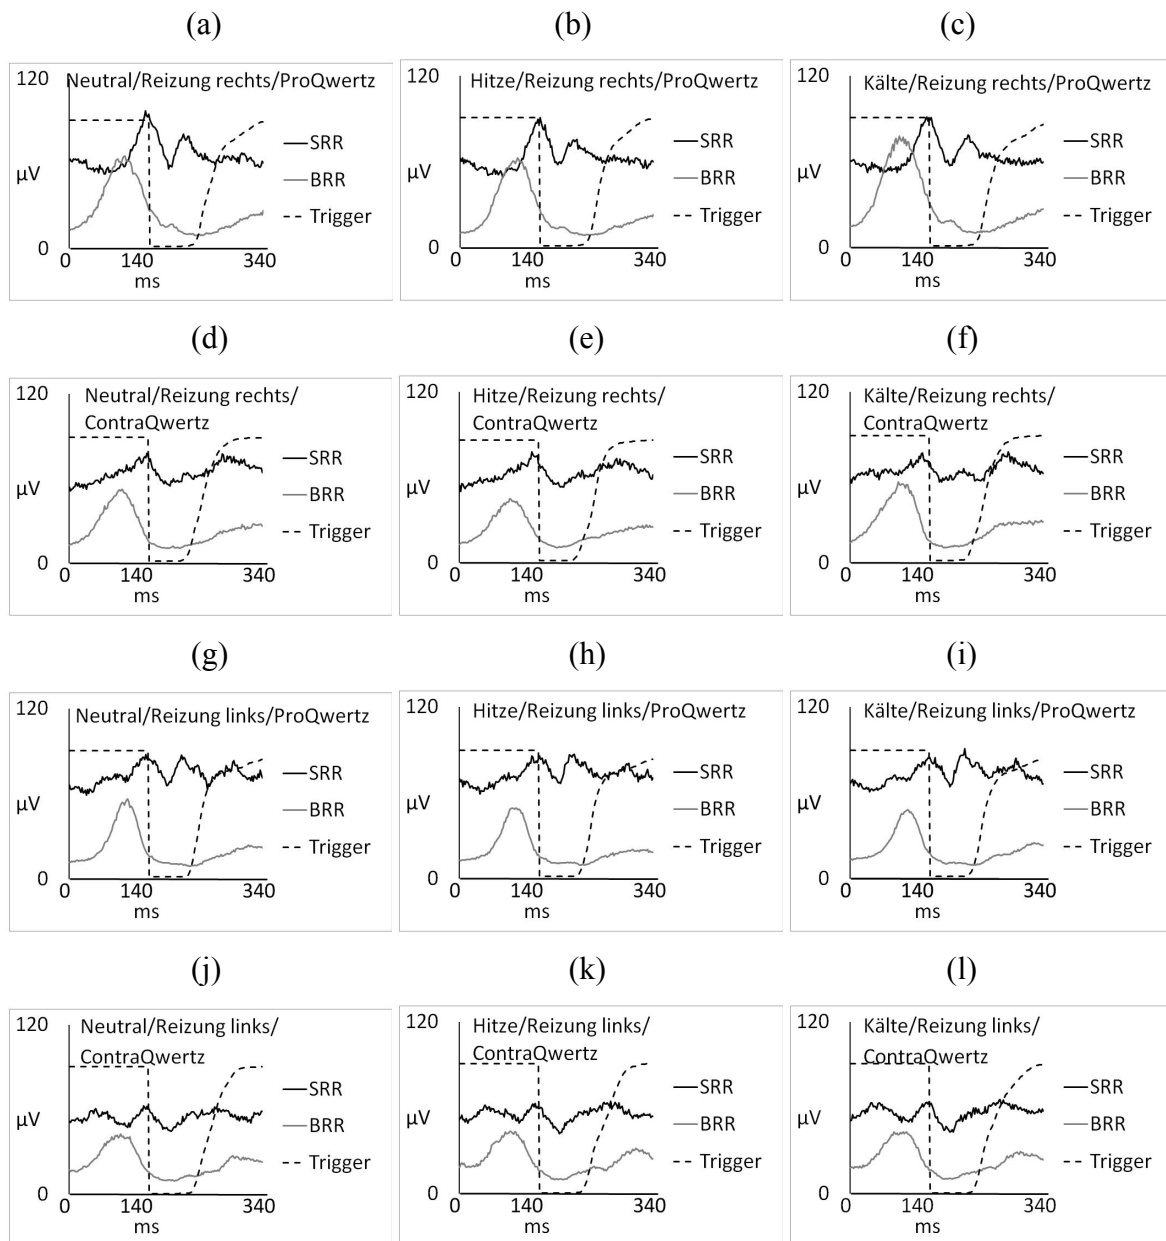 (a) (b) (c)
120 Neutral/Reizung rechts/ProQwertz
SRR
µV BRR
Trigger
0
0 140 340
ms
120 Hitze/Reizung rechts/ProQwertz
SRR
µV BRR
Trigger
0
0 140 340
ms
120 Kälte/Reizung rechts/ProQwertz
SRR
µV BRR
Trigger
0
0 140 340
ms
(d) (e) (f)
120 Neutral/Reizung rechts/
ContraQwertz
SRR
µV BRR
Trigger
0
0 140 340
ms
120 Hitze/Reizung rechts/
ContraQwertz
SRR
µV BRR
Trigger
0
0 140 340
ms
120 Kälte/Reizung rechts/
ContraQwertz
SRR
µV BRR
Trigger
0
0 140 340
ms
(g) (h) (i)
120 Neutral/Reizung links/ProQwertz
SRR
µV BRR
Trigger
0
0 140 340
ms
120 Hitze/Reizung links/ProQwertz
SRR
µV BRR
Trigger
0
0 140 340
ms
120 Kälte/Reizung links/ProQwertz
SRR
µV BRR
Trigger
0
0 140 340
ms
(j) (k) (l)
120 Neutral/Reizung links/
ContraQwertz
SRR
µV BRR
Trigger
0
0 140 340
ms
120 Hitze/Reizung links/
ContraQwertz
SRR
µV BRR
Trigger
0
0 140 340
ms
120 Kälte/Reizung links/
ContraQwertz
SRR
µV BRR
Trigger
0
0 140 340
ms